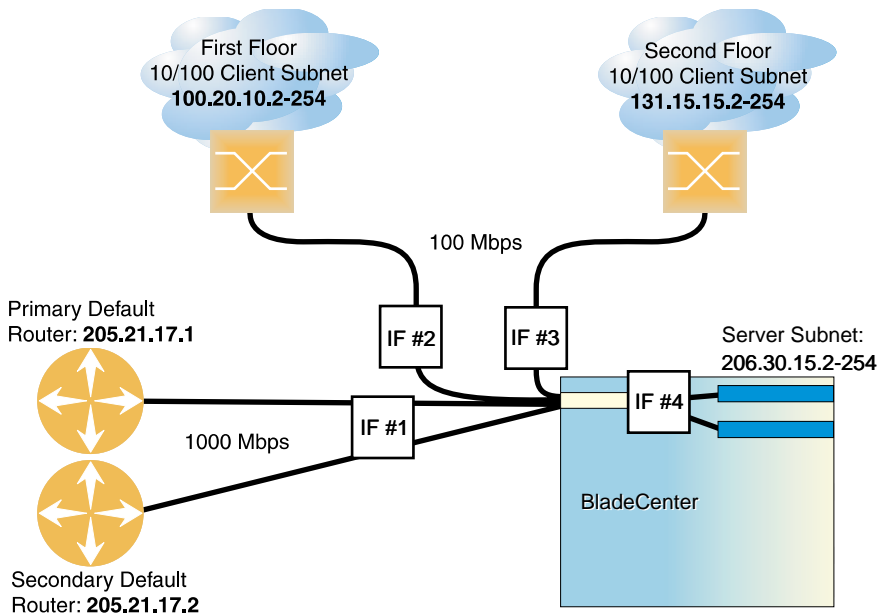 First Floor
10/100 Client Subnet
100.20.10.2-254
Second Floor
10/100 Client Subnet
131.15.15.2-254
100 Mbps
Primary Default
Router: 205.21.17.1
IF #2
IF #3
Server Subnet:
206.30.15.2-254
IF #4
IF #1
1000 Mbps
BladeCenter
Secondary Default
Router: 205.21.17.2